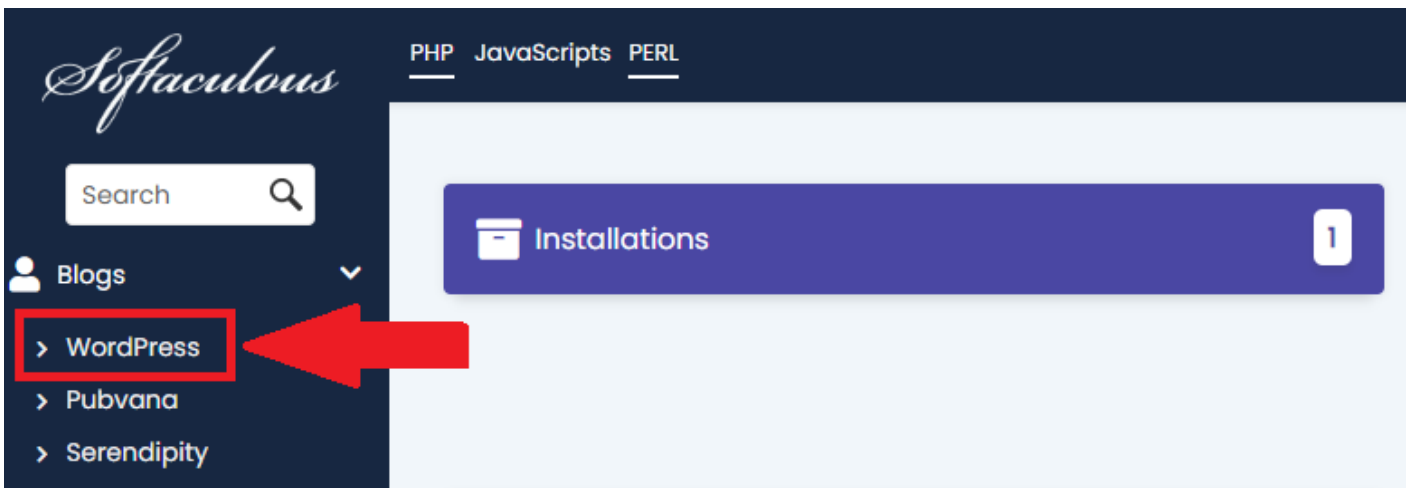 Softaculous
PHP JavaScripts PERL
Search
Installations 1
Blogs
WordPress
Pubvana
Serendipity